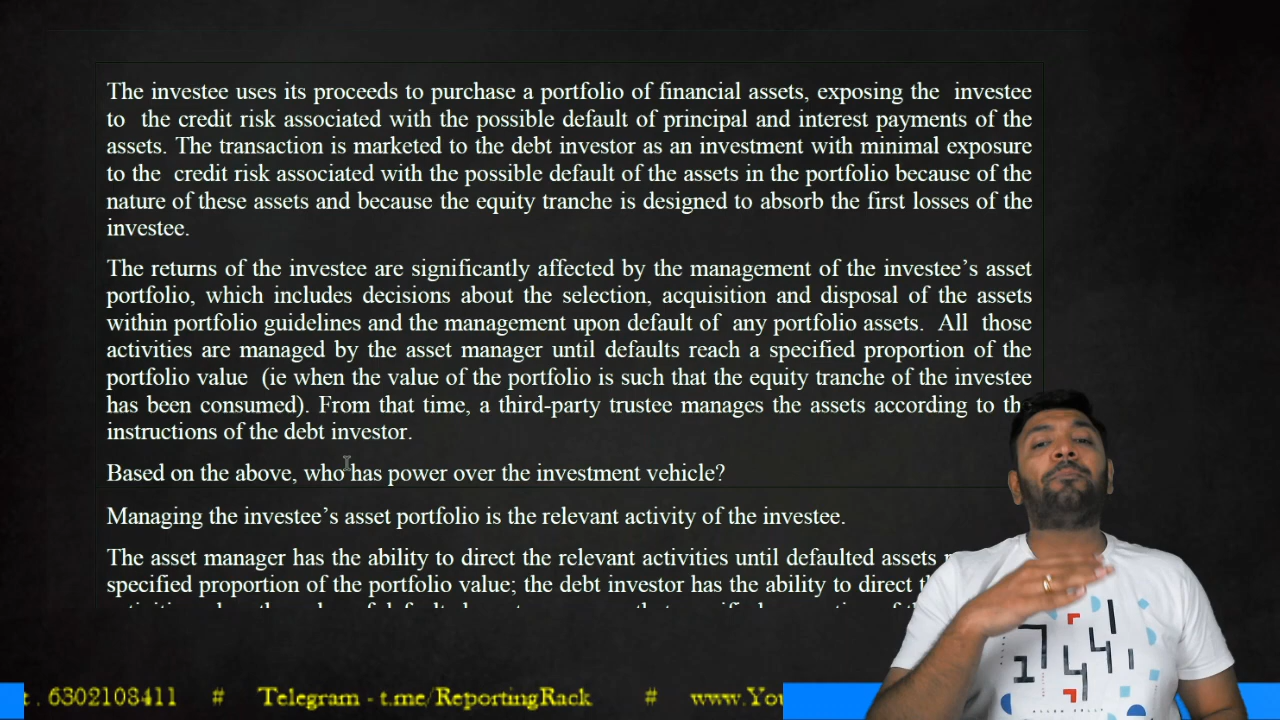 The investee uses its proceeds to purchase a portfolio of financial assets, exposing the investee
to the credit risk associated with the possible default of principal and interest payments of the
assets. The transaction is marketed to the debt investor as an investment with minimal exposure
to the credit risk associated with the possible default of the assets in the portfolio because of the
nature of these assets and because the equity tranche is designed to absorb the first losses of the
investee.
The returns of the investee are significantly affected by the management of the investee's asset
portfolio, which includes decisions about the selection, acquisition and disposal of the assets
within portfolio guidelines and the management upon default of any portfolio assets. All those
activities are managed by the asset manager until defaults reach a specified proportion of the
portfolio value (ie when the value of the portfolio is such that the equity tranche of the investee
has been consumed). From that time, a third-party trustee manages the assets according to the
instructions of the debt investor.
Based on the above, who has power over the investment vehicle?
Managing the investee's asset portfolio is the relevant activity of the investee.
The asset manager has the ability to direct the relevant activities until defaulted assets
specified proportion of the portfolio value; the debt investor has the ability to direct
. 6302108411 # Telegram - t.me/ReportingRack # www.You